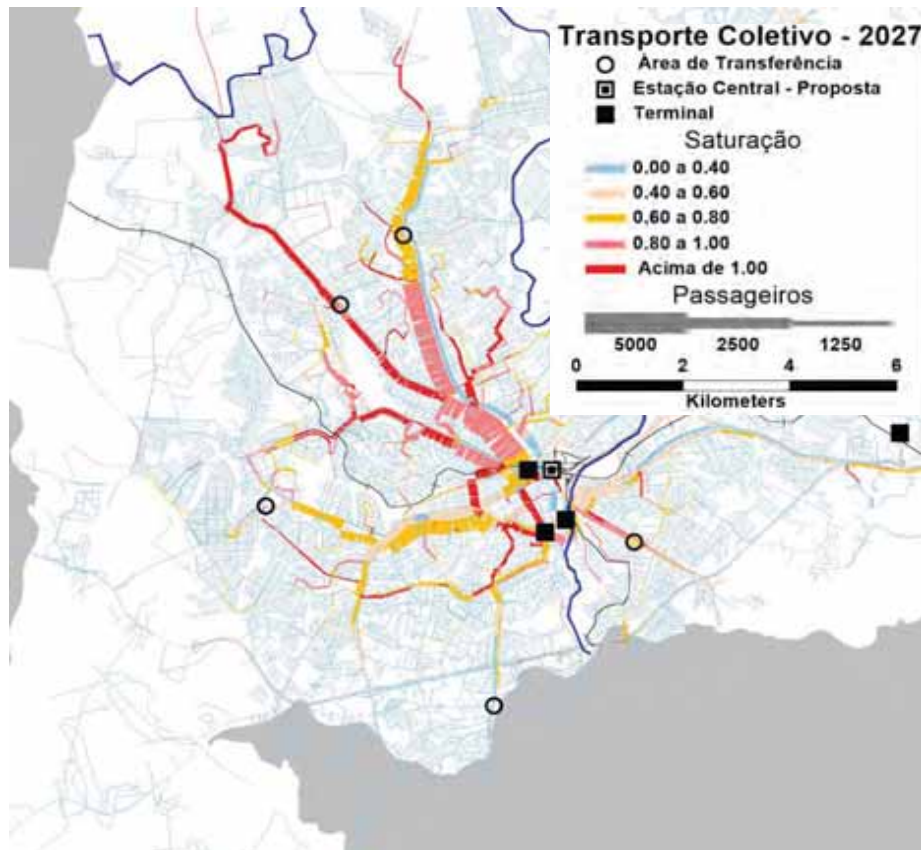 Transporte Coletivo - 2027
Área de Transferência
Estação Central - Proposta
Terminal
Saturação
0.00 a 0.40
0.40 a 0.60
0.60 a 0.80
0.80 a 1.00
Acima de 1.00
Passageiros
5000 2500 1250
0 2 4 6
Kilometers